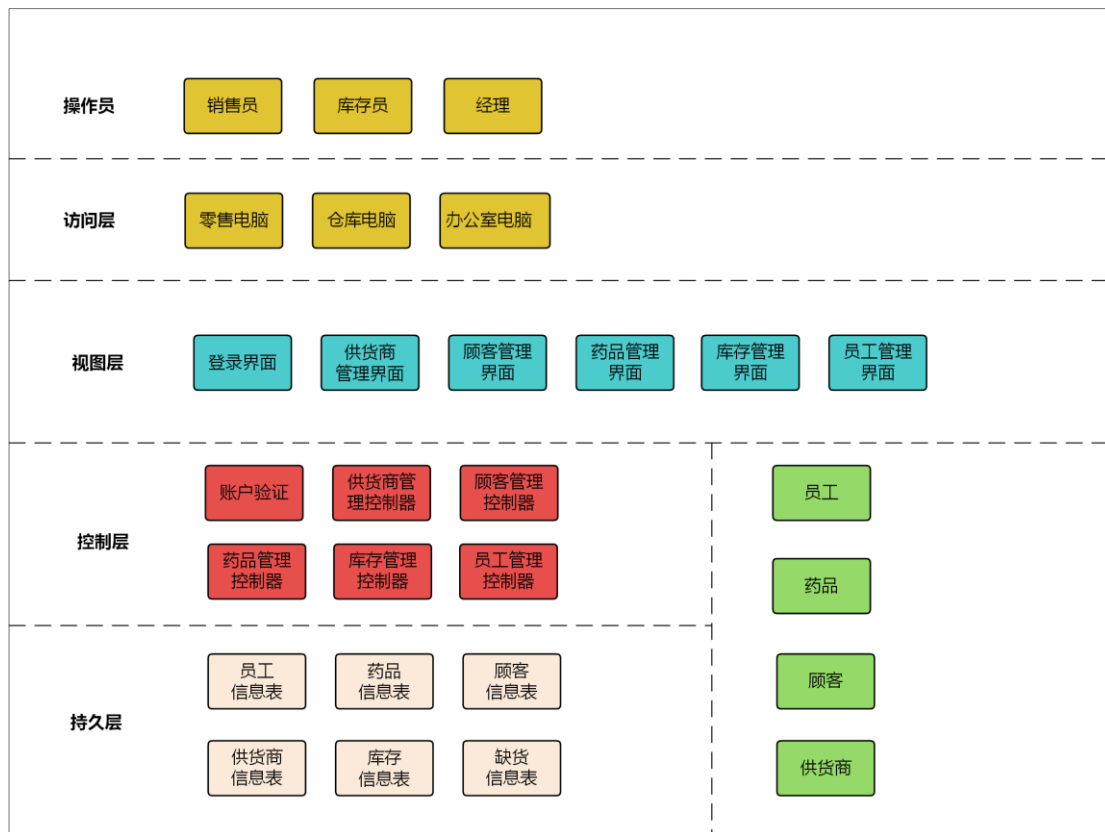 操作员
销售员
库存员
经理
访问层
零售电脑
仓库电脑
办公室电脑
视图层
登录界面
供货商
管理界面
顾客管理
界面
药品管理
界面
库存管理
界面
员工管理
界面
控制层
账户验证
供货商管
理控制器
顾客管理
控制器
药品管理
控制器
库存管理
控制器
员工管理
控制器
员工
药品
持久层
员工
信息表
药品
信息表
顾客
信息表
供货商
信息表
库存
信息表
缺货
信息表
顾客
供货商